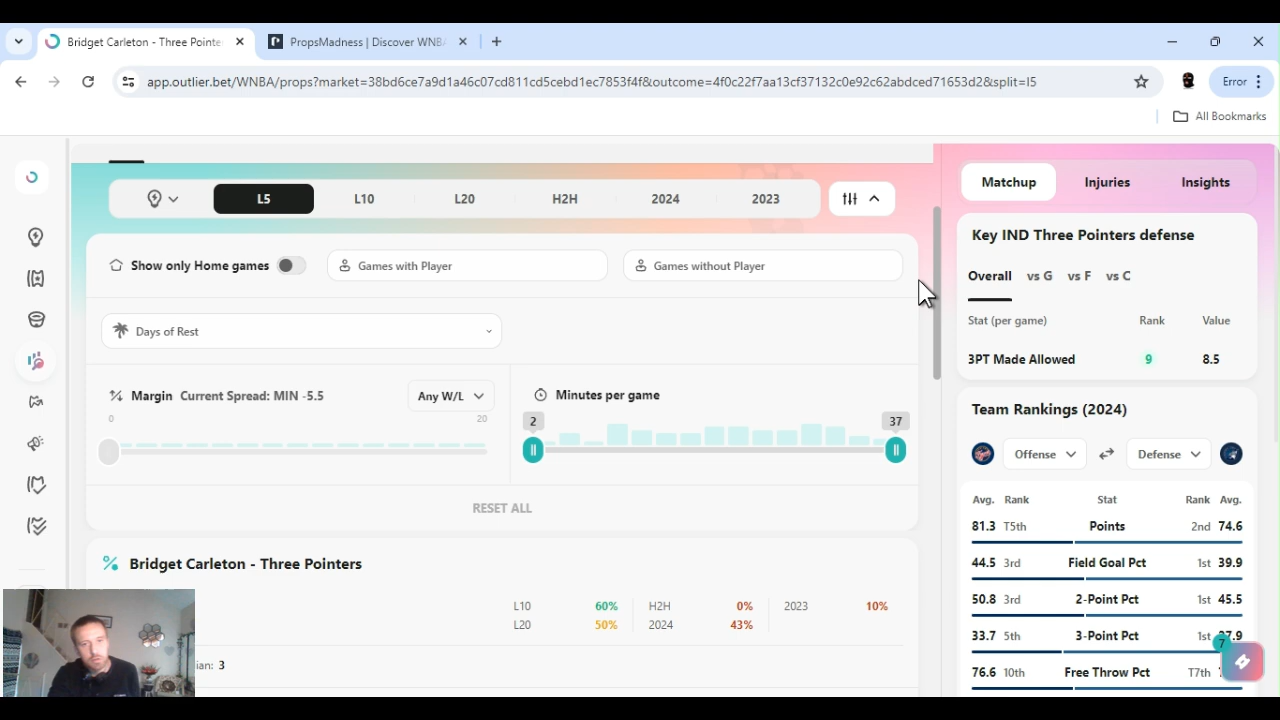 Bridget Carleton - Three Pointe
PropsMadness | Discover WNB
app.outlier.bet/WNBA/props?market=38bd6ce7a9d1a46c07cd811cd5cebd1ec7853f4f&outcome=4f0c22f7aa13cf37132c0e92c62abdced71653d2&split=l5
Error
All Bookmarks
L5 L10 L20 H2H 2024 2023
Show only Home games
Games with Player
Games without Player
Days of Rest
Margin Current Spread: MIN -5.5
Any W/L
0 20
Minutes per game
2 37
RESET ALL
Bridget Carleton - Three Pointers
L10 60% H2H 0% 2023 10%
L20 50% 2024 43%
ian: 3
Matchup Injuries Insights
Key IND Three Pointers defense
Overall vs G vs F vs C
Stat (per game) Rank Value
3PT Made Allowed 9 8.5
Team Rankings (2024)
Offense Defense
Avg. Rank Stat Rank Avg.
81.3 T5th Points 2nd 74.6
44.5 3rd Field Goal Pct 1st 39.9
50.8 3rd 2-Point Pct 1st 45.5
33.7 5th 3-Point Pct 1st 7.9
7
76.6 10th Free Throw Pct T7th